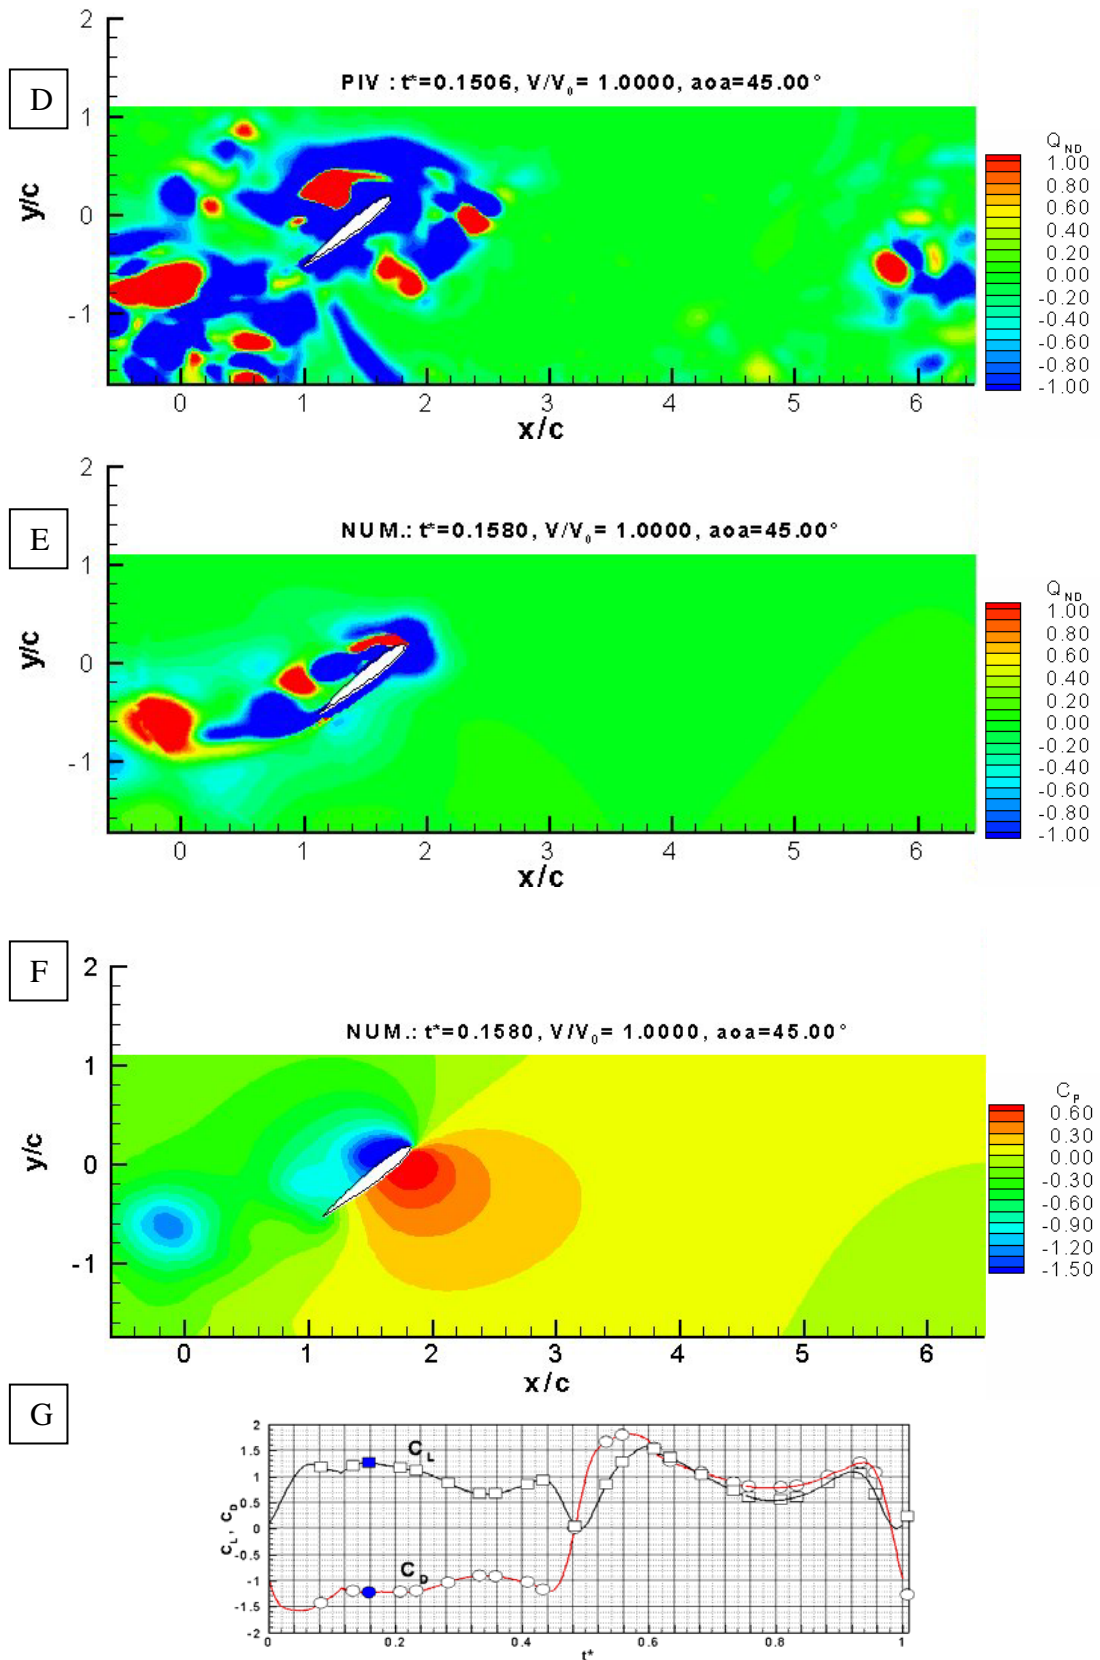 D
PIV : t*=0.1506, V/V₀= 1.0000, aoa=45.00°
2
1
0
-1
y/c
0 1 2 3 4 5 6
x/c
Q ND
1.00
0.80
0.60
0.40
0.20
0.00
-0.20
-0.40
-0.60
-0.80
-1.00
E
NUM.: t*=0.1580, V/V₀= 1.0000, aoa=45.00°
2
1
0
-1
y/c
0 1 2 3 4 5 6
x/c
Q ND
1.00
0.80
0.60
0.40
0.20
0.00
-0.20
-0.40
-0.60
-0.80
-1.00
F
NUM.: t*=0.1580, V/V₀= 1.0000, aoa=45.00°
2
1
0
-1
y/c
0 1 2 3 4 5 6
x/c
C P
0.60
0.30
0.00
-0.30
-0.60
-0.90
-1.20
-1.50
G
2
1.5
1
0.5
0
-0.5
-1
-1.5
-2
C L , C D
C L
C D
0 0.2 0.4 0.6 0.8 1
t*